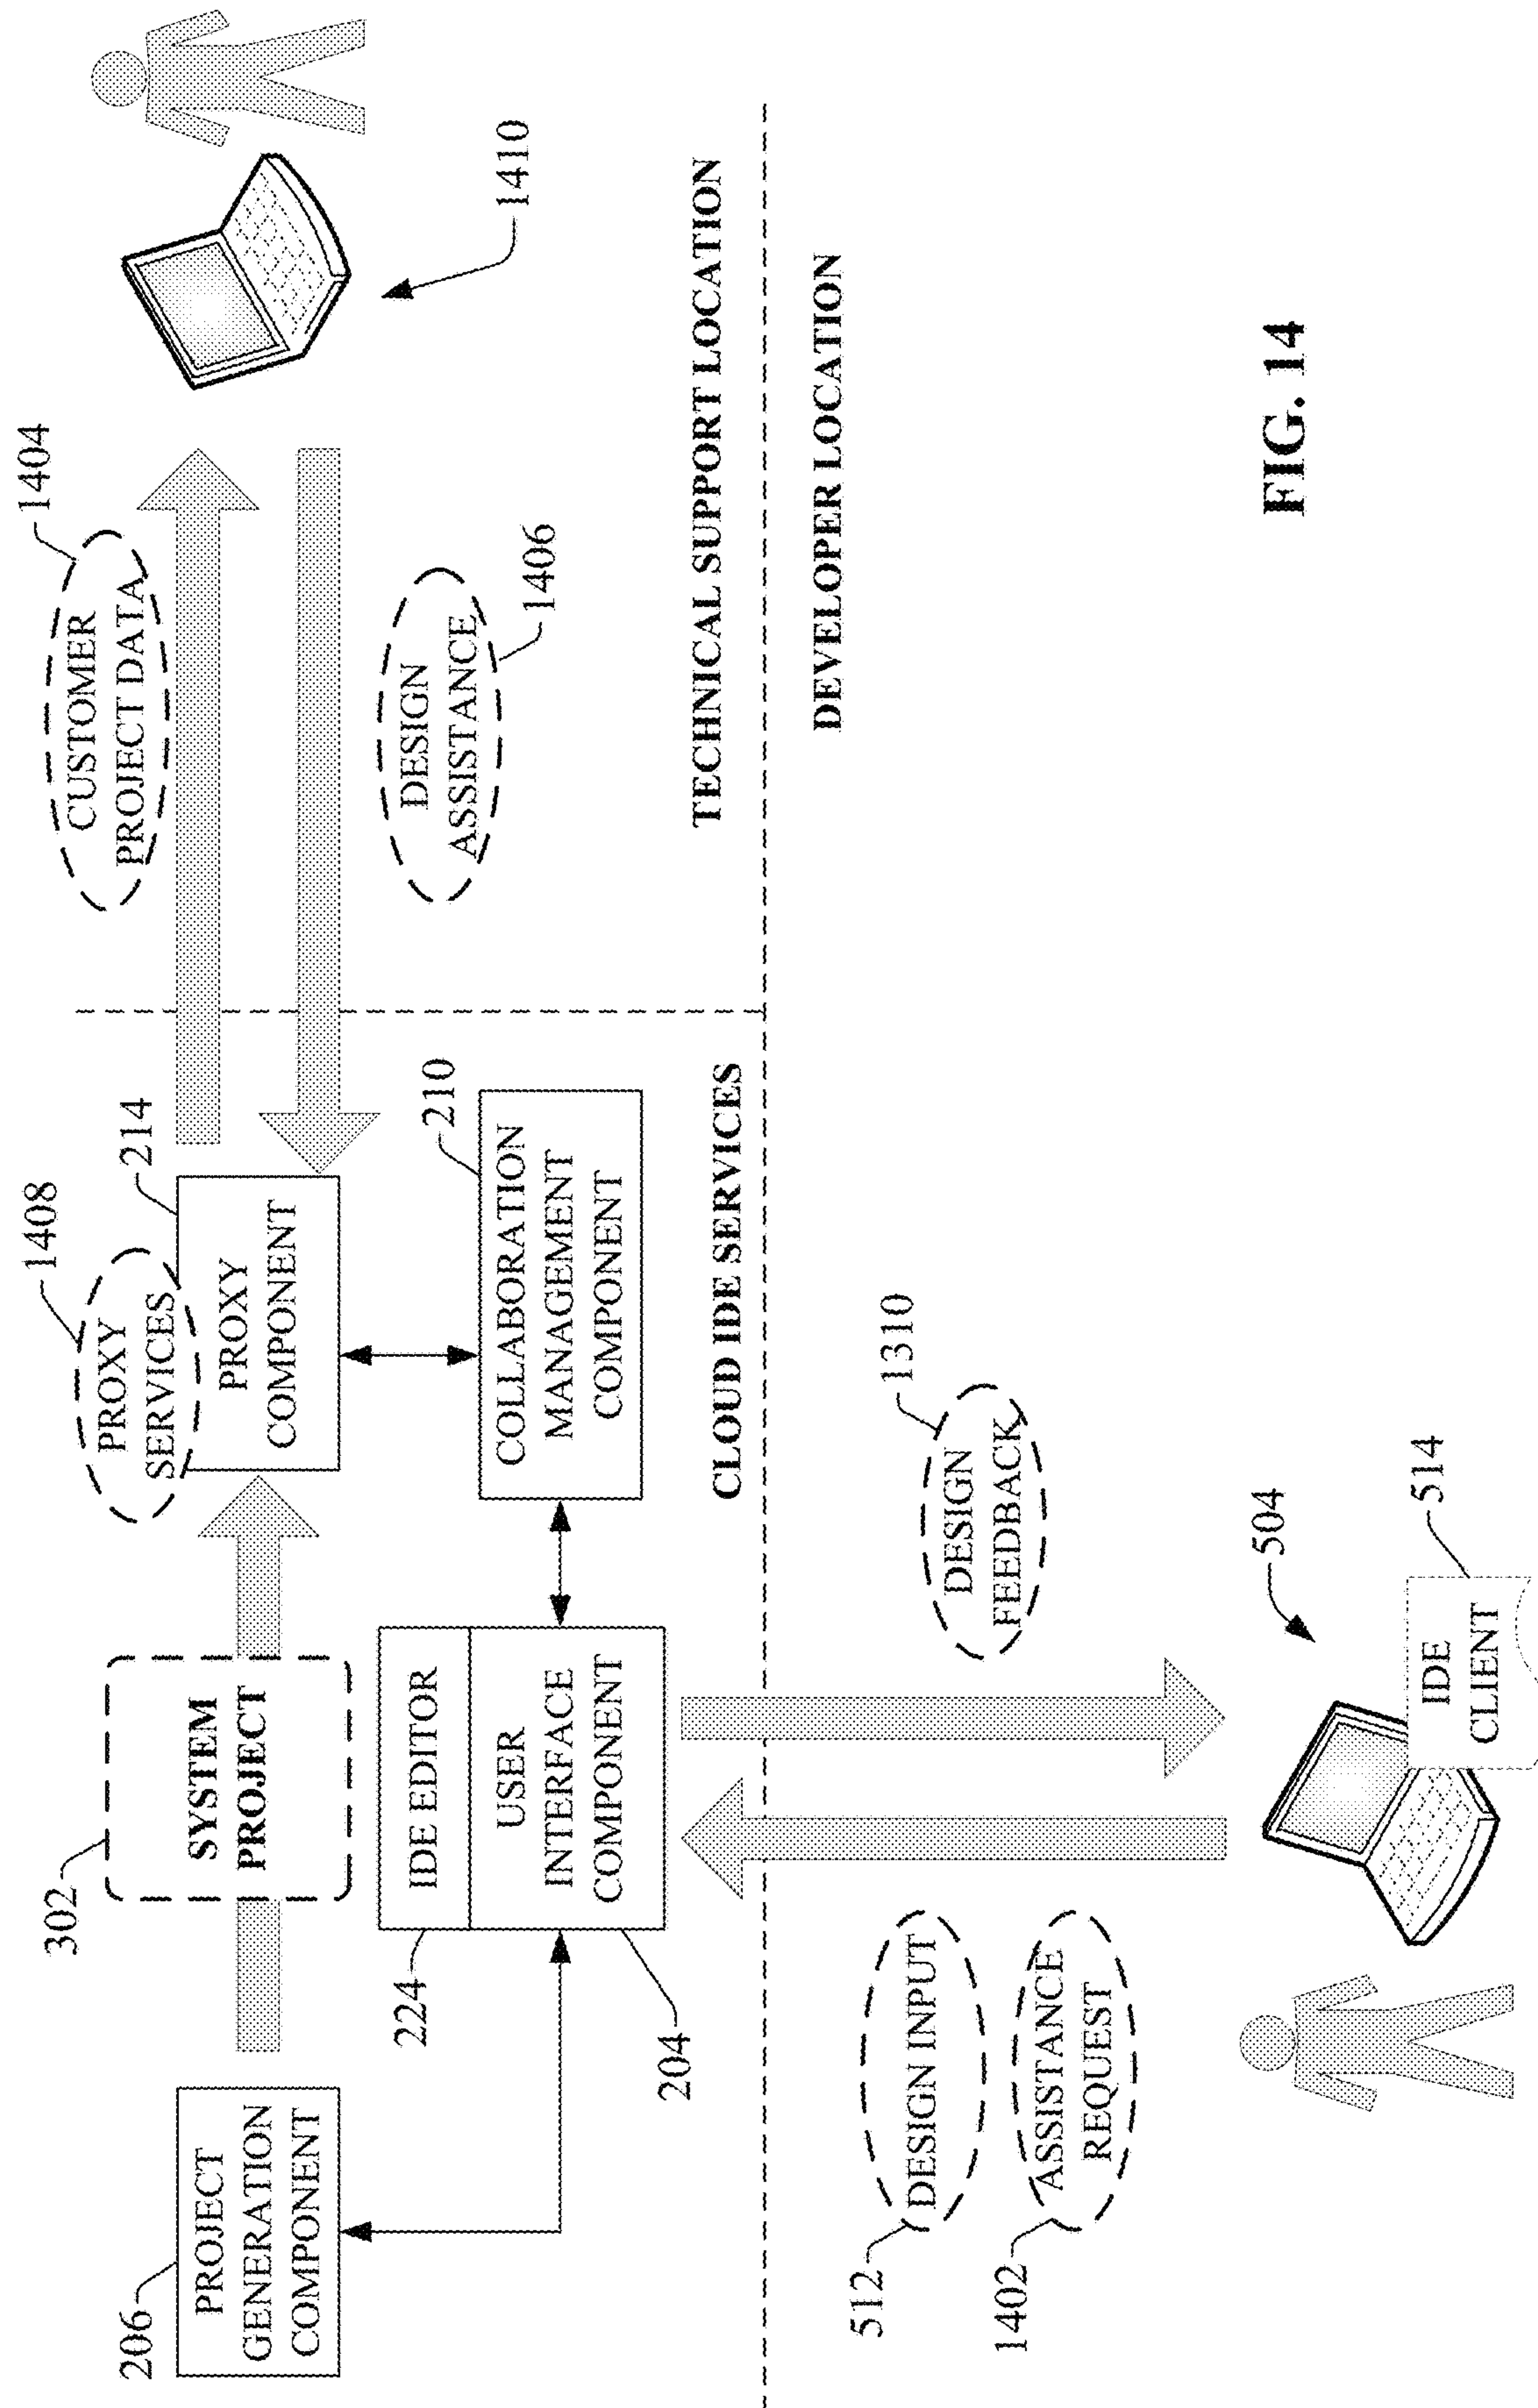 206
PROJECT
GENERATION
COMPONENT
302
SYSTEM
PROJECT
1408
PROXY
SERVICES
214
PROXY
COMPONENT
1404
CUSTOMER
PROJECT DATA
1410
224
IDE EDITOR
USER
INTERFACE
COMPONENT
204
210
COLLABORATION
MANAGEMENT
COMPONENT
DESIGN
ASSISTANCE
1406
CLOUD IDE SERVICES
TECHNICAL SUPPORT LOCATION
DEVELOPER LOCATION
512
DESIGN INPUT
1402
ASSISTANCE
REQUEST
1310
DESIGN
FEEDBACK
504
514
IDE
CLIENT
FIG. 14